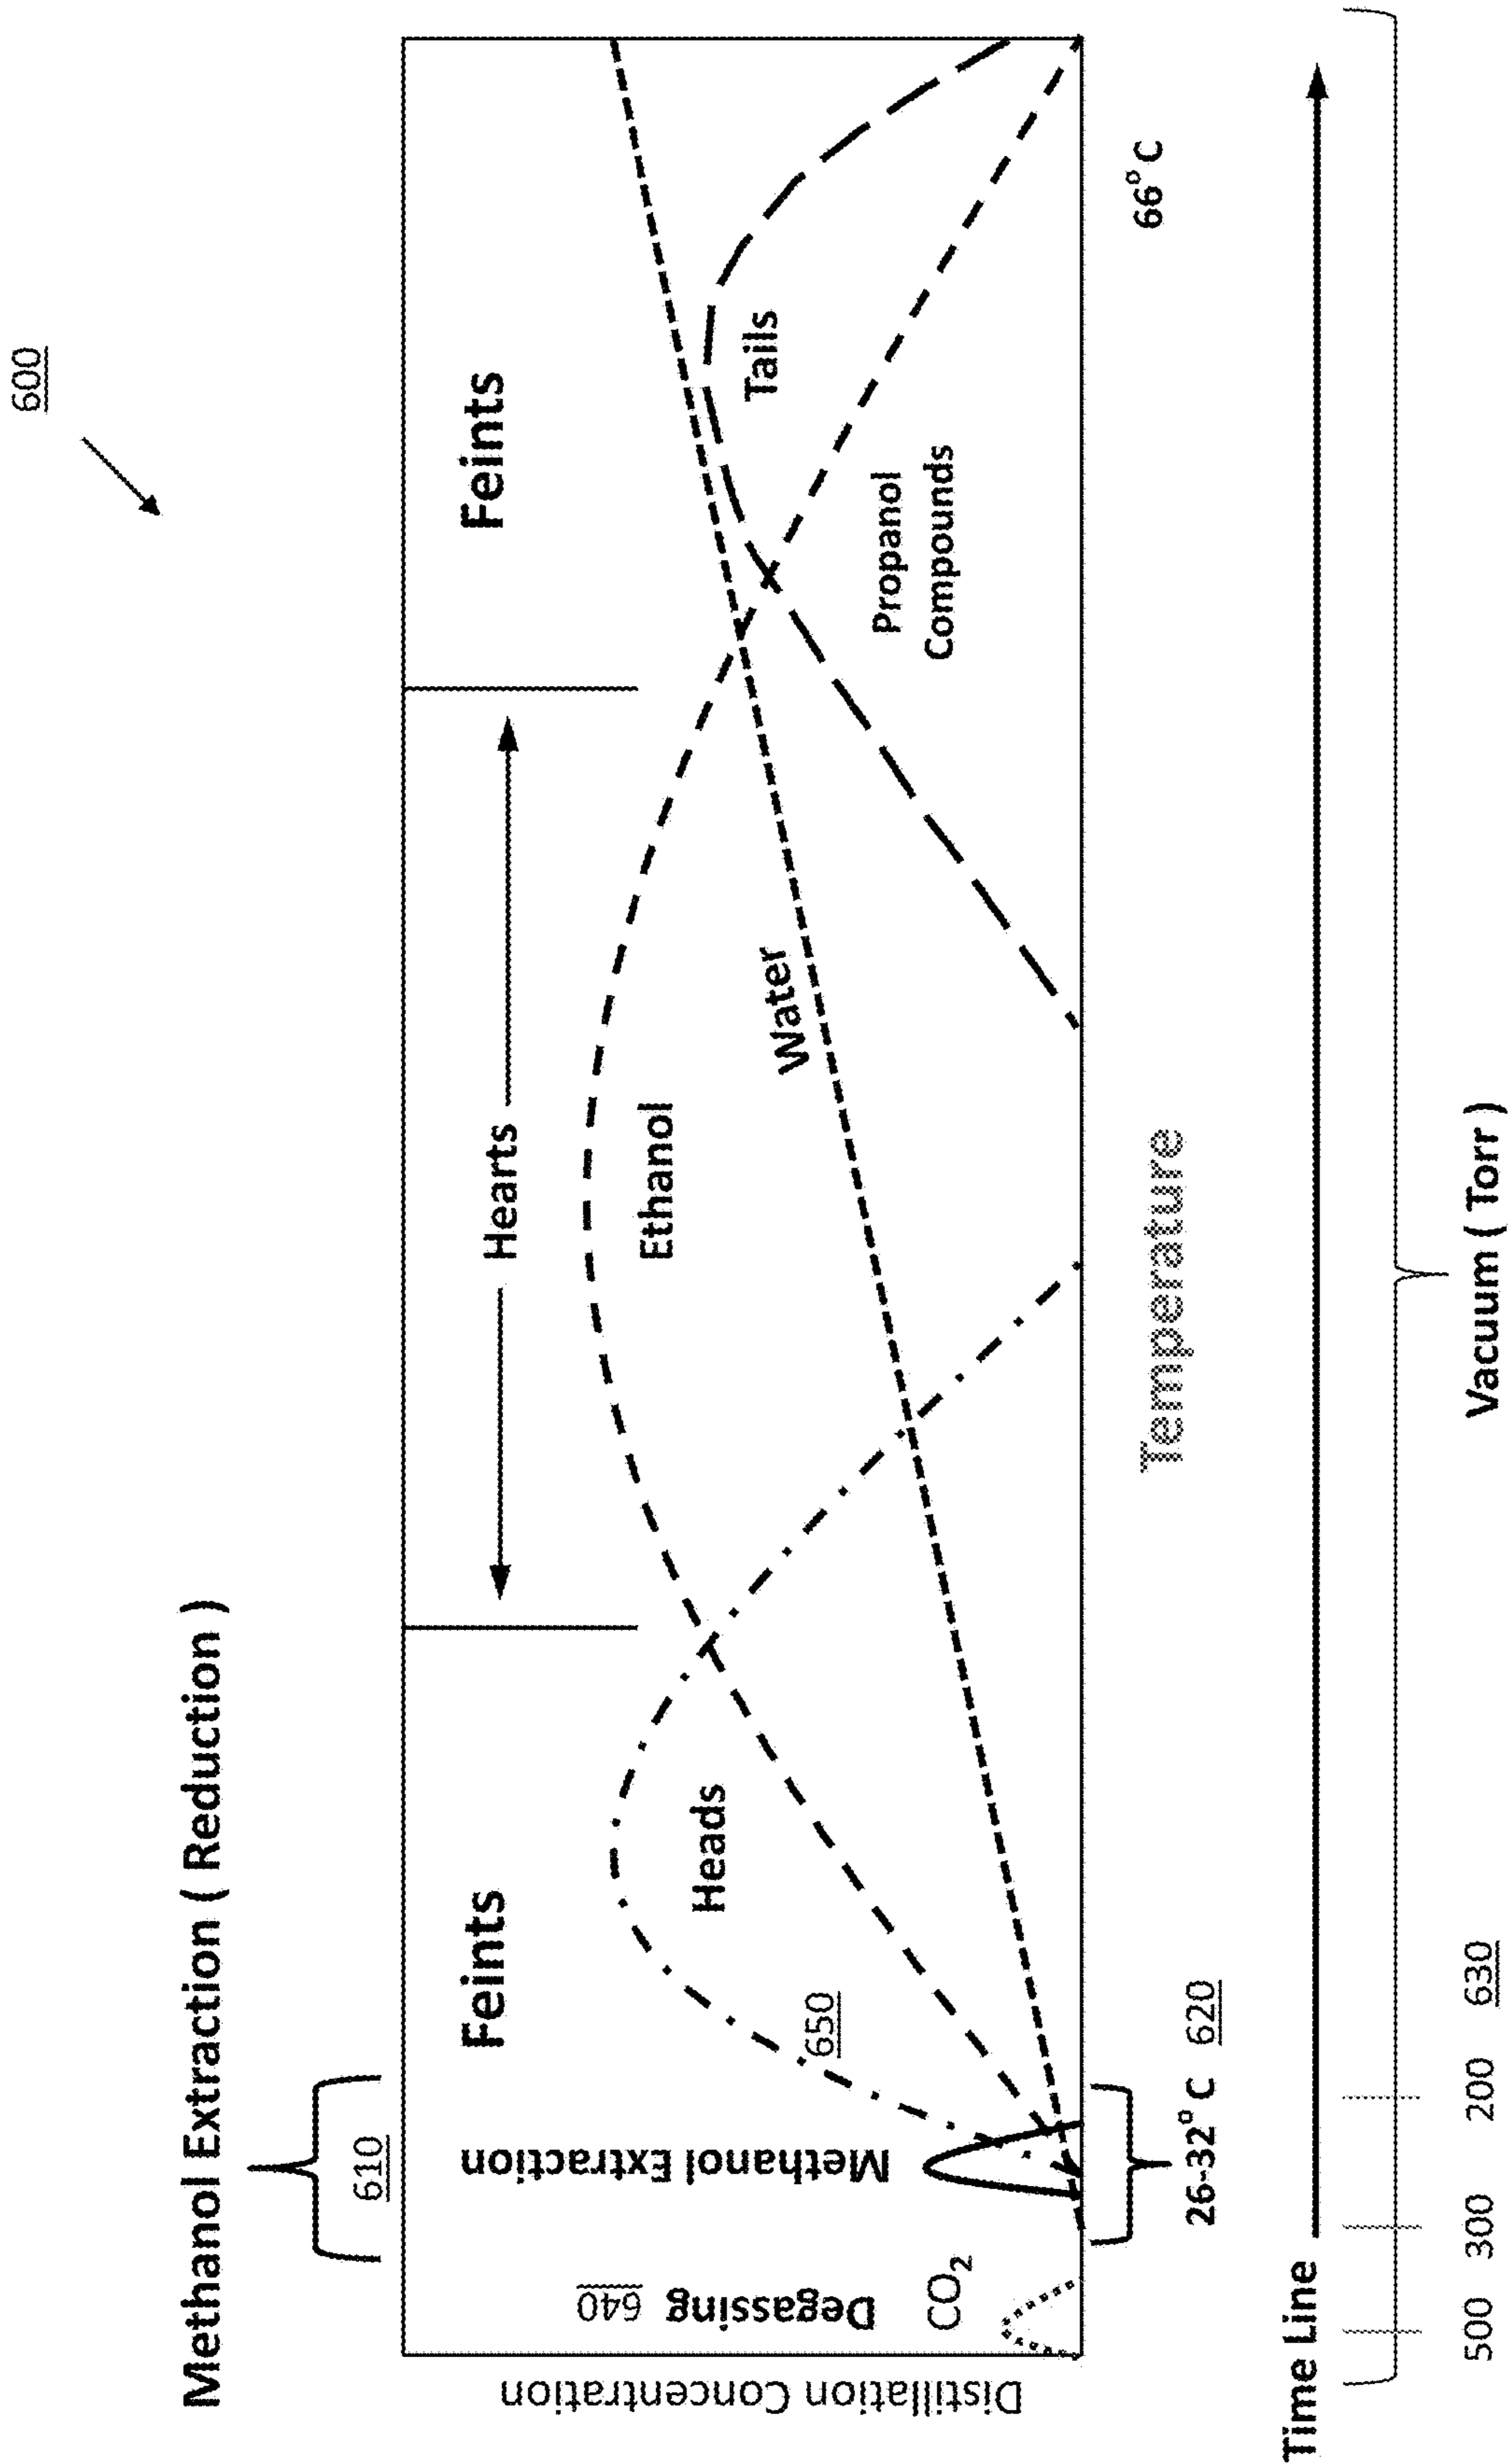 600
Methanol Extraction ( Reduction )
610
Feints
Hearts
Feints
Degassing 640
CO2
Methanol Extraction
650
Heads
Ethanol
Water
Tails
Propanol
Compounds
Distillation Concentration
26-32° C 620
Temperature
66° C
Time Line
500 300 200 630
Vacuum ( Torr )